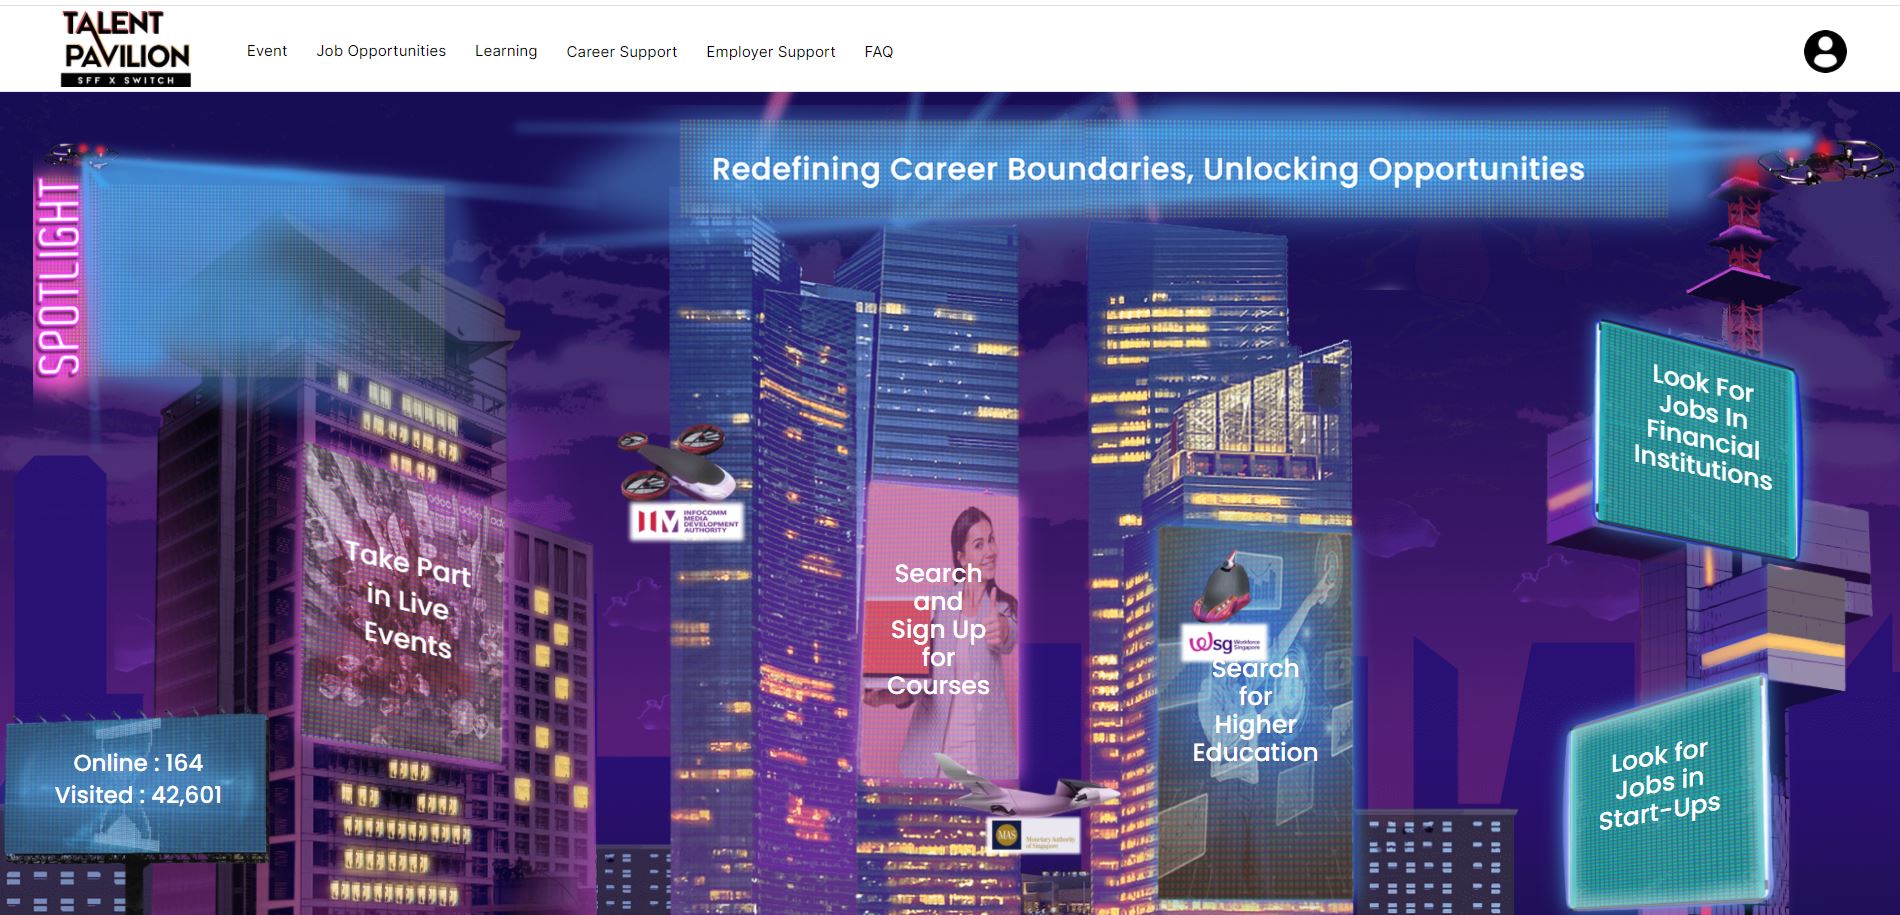 TALENT
PAVILION
SFF X SWITCH
Event
Job Opportunities
Learning
Career Support
Employer Support
FAQ
Redefining Career Boundaries, Unlocking Opportunities
SPOTLIGHT
Look For
Jobs In
Financial
Institutions
INFOCOMM
MEDIA
DEVELOPMENT
AUTHORITY
Take Part
in Live
Events
Search
and
Sign Up
for
Courses
wsg Workforce
Singapore
Search
for
Higher
Education
Online : 164
Visited : 42,601
MAS
Monetary Authority
of Singapore
Look for
Jobs in
Start-Ups